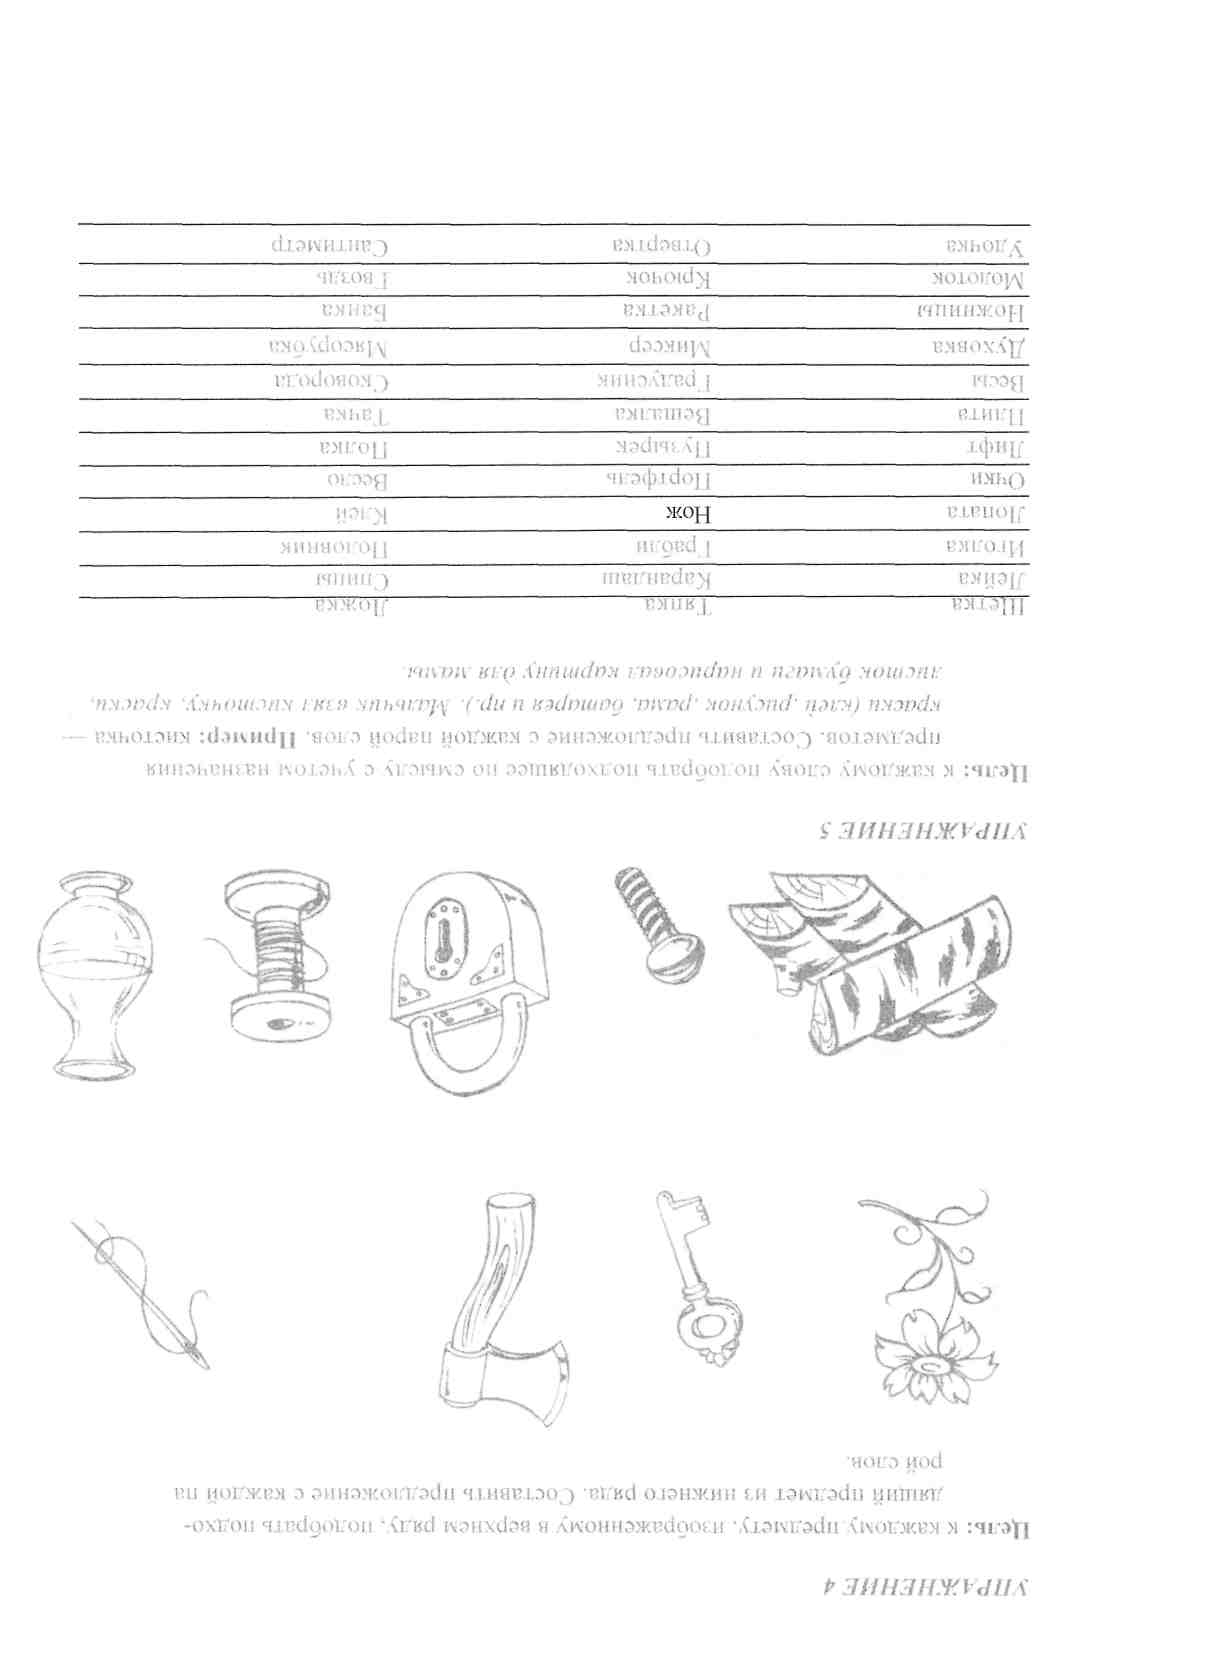 УПРАЖНЕНИЕ 4
Цель: к каждому предмету, изображенному в верхнем ряду, подобрать подхо-
дящий предмет из нижнего ряда. Составить предложение с каждой па
рой слов.
УПРАЖНЕНИЕ 5
Цель: к каждому слову подобрать подходящее по смыслу с учетом назначения
предметов. Составить предложение с каждой парой слов. Пример: кисточка —
краски (клей, рисунок, рама, батарея и пр.). Мальчик взял кисточку, краски,
листок бумаги и нарисовал картину для мамы.
Щетка Тяпка Ложка
Лейка Карандаш Спицы
Иголка Грабли Половник
Лопата Нож Клей
Очки Портфель Весло
Лифт Пузырек Полка
Плита Вешалка Тачка
Весы Градусник Сковорода
Духовка Миксер Мясорубка
Ножницы Ракетка Банка
Молоток Крючок Гвоздь
Удочка Отвертка Сантиметр